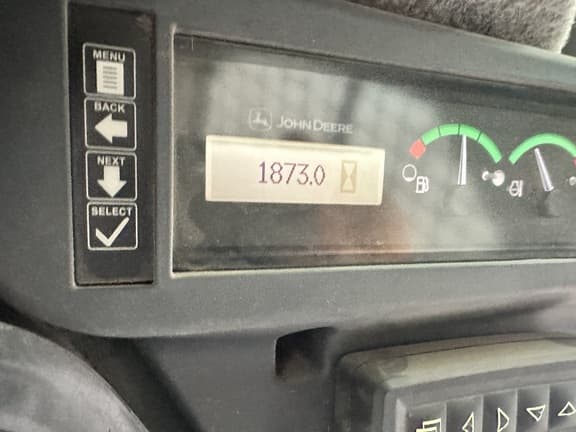 MENU
BACK
NEXT
SELECT
JOHN DEERE
1873.0